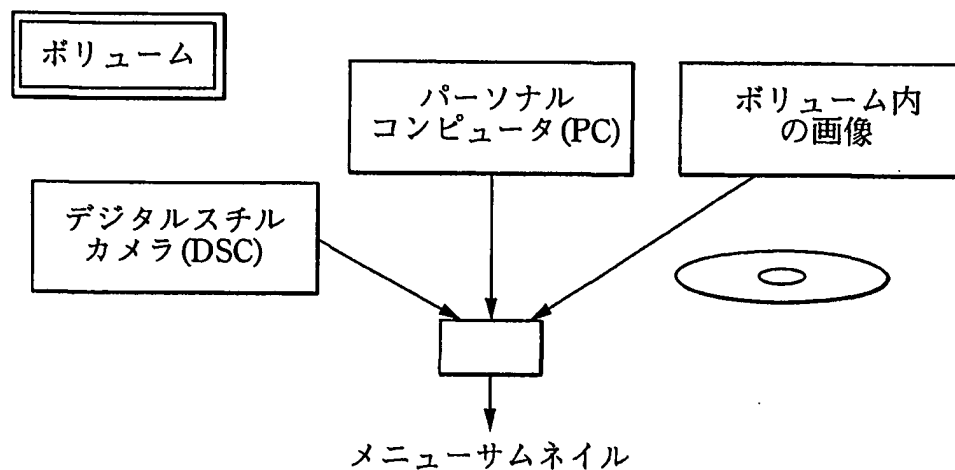 ボリューム
パーソナル
コンピュータ(PC)
ボリューム内
の画像
デジタルスチル
カメラ(DSC)
メニューサムネイル